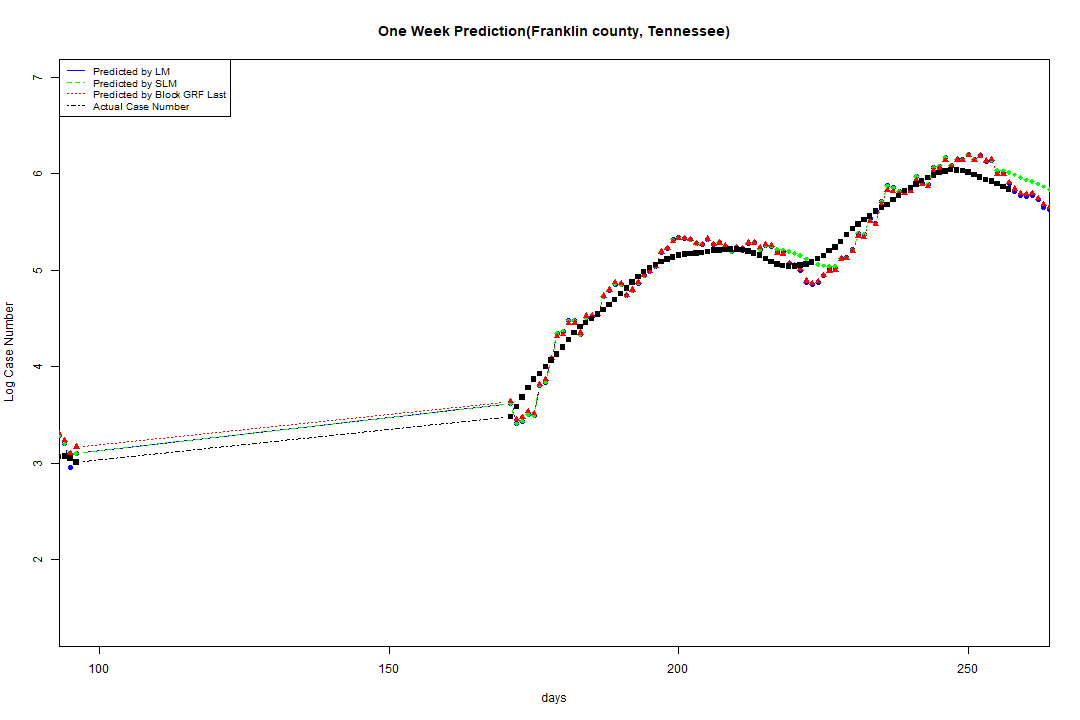 One Week Prediction(Franklin county, Tennessee)
Predicted by LM
Predicted by SLM
Predicted by Block GRF Last
Actual Case Number
7
6
5
4
3
2
Log Case Number
100 150 200 250
days